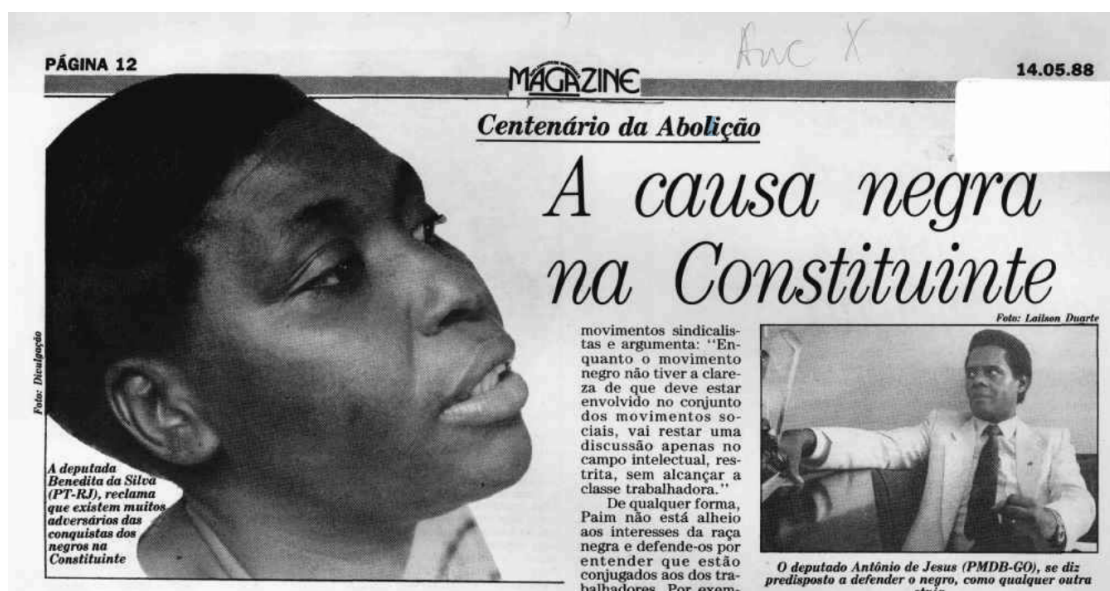 Anc X
PÁGINA 12
MAGAZINE
14.05.88
Centenário da Abolição
A causa negra
na Constituinte
Foto: Divulgação
A deputada
Benedita da Silva
(PT-RJ), reclama
que existem muitos
adversários das
conquistas dos
negros na
Constituinte
movimentos sindicalis-
tas e argumenta: ''En-
quanto o movimento
negro não tiver a clare-
za de que deve estar
envolvido no conjunto
dos movimentos so-
ciais, vai restar uma
discussão apenas no
campo intelectual, res-
trita, sem alcançar a
classe trabalhadora.''
De qualquer forma,
Paim não está alheio
aos interesses da raça
negra e defende-os por
entender que estão
conjugados aos dos tra-
balhadores. Por exem-
Foto: Lailson Duarte
O deputado Antônio de Jesus (PMDB-GO), se diz
predisposto a defender o negro, como qualquer outra